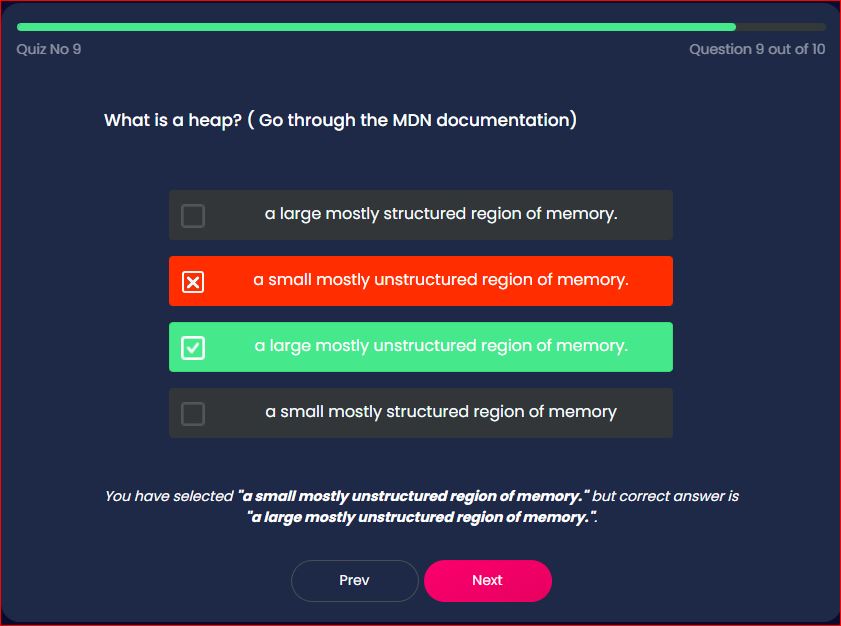 Quiz No 9
Question 9 out of 10
What is a heap? ( Go through the MDN documentation)
a large mostly structured region of memory.
a small mostly unstructured region of memory.
a large mostly unstructured region of memory.
a small mostly structured region of memory
You have selected "a small mostly unstructured region of memory." but correct answer is
"a large mostly unstructured region of memory.".
Prev
Next